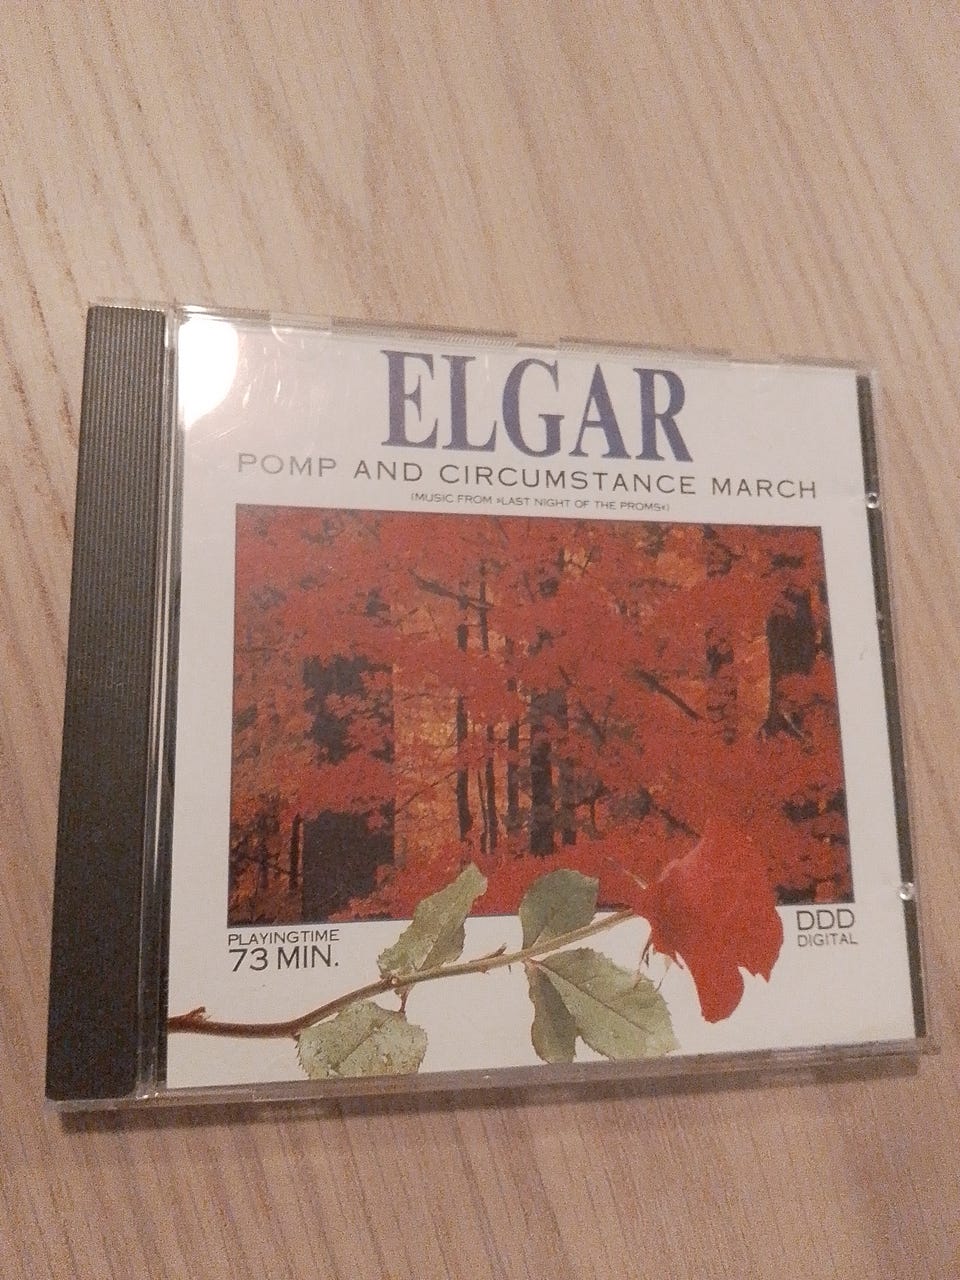 ELGAR
POMP AND CIRCUMSTANCE MARCH
(MUSIC FROM »LAST NIGHT OF THE PROMS«)
PLAYINGTIME
73 MIN.
DDD
DIGITAL